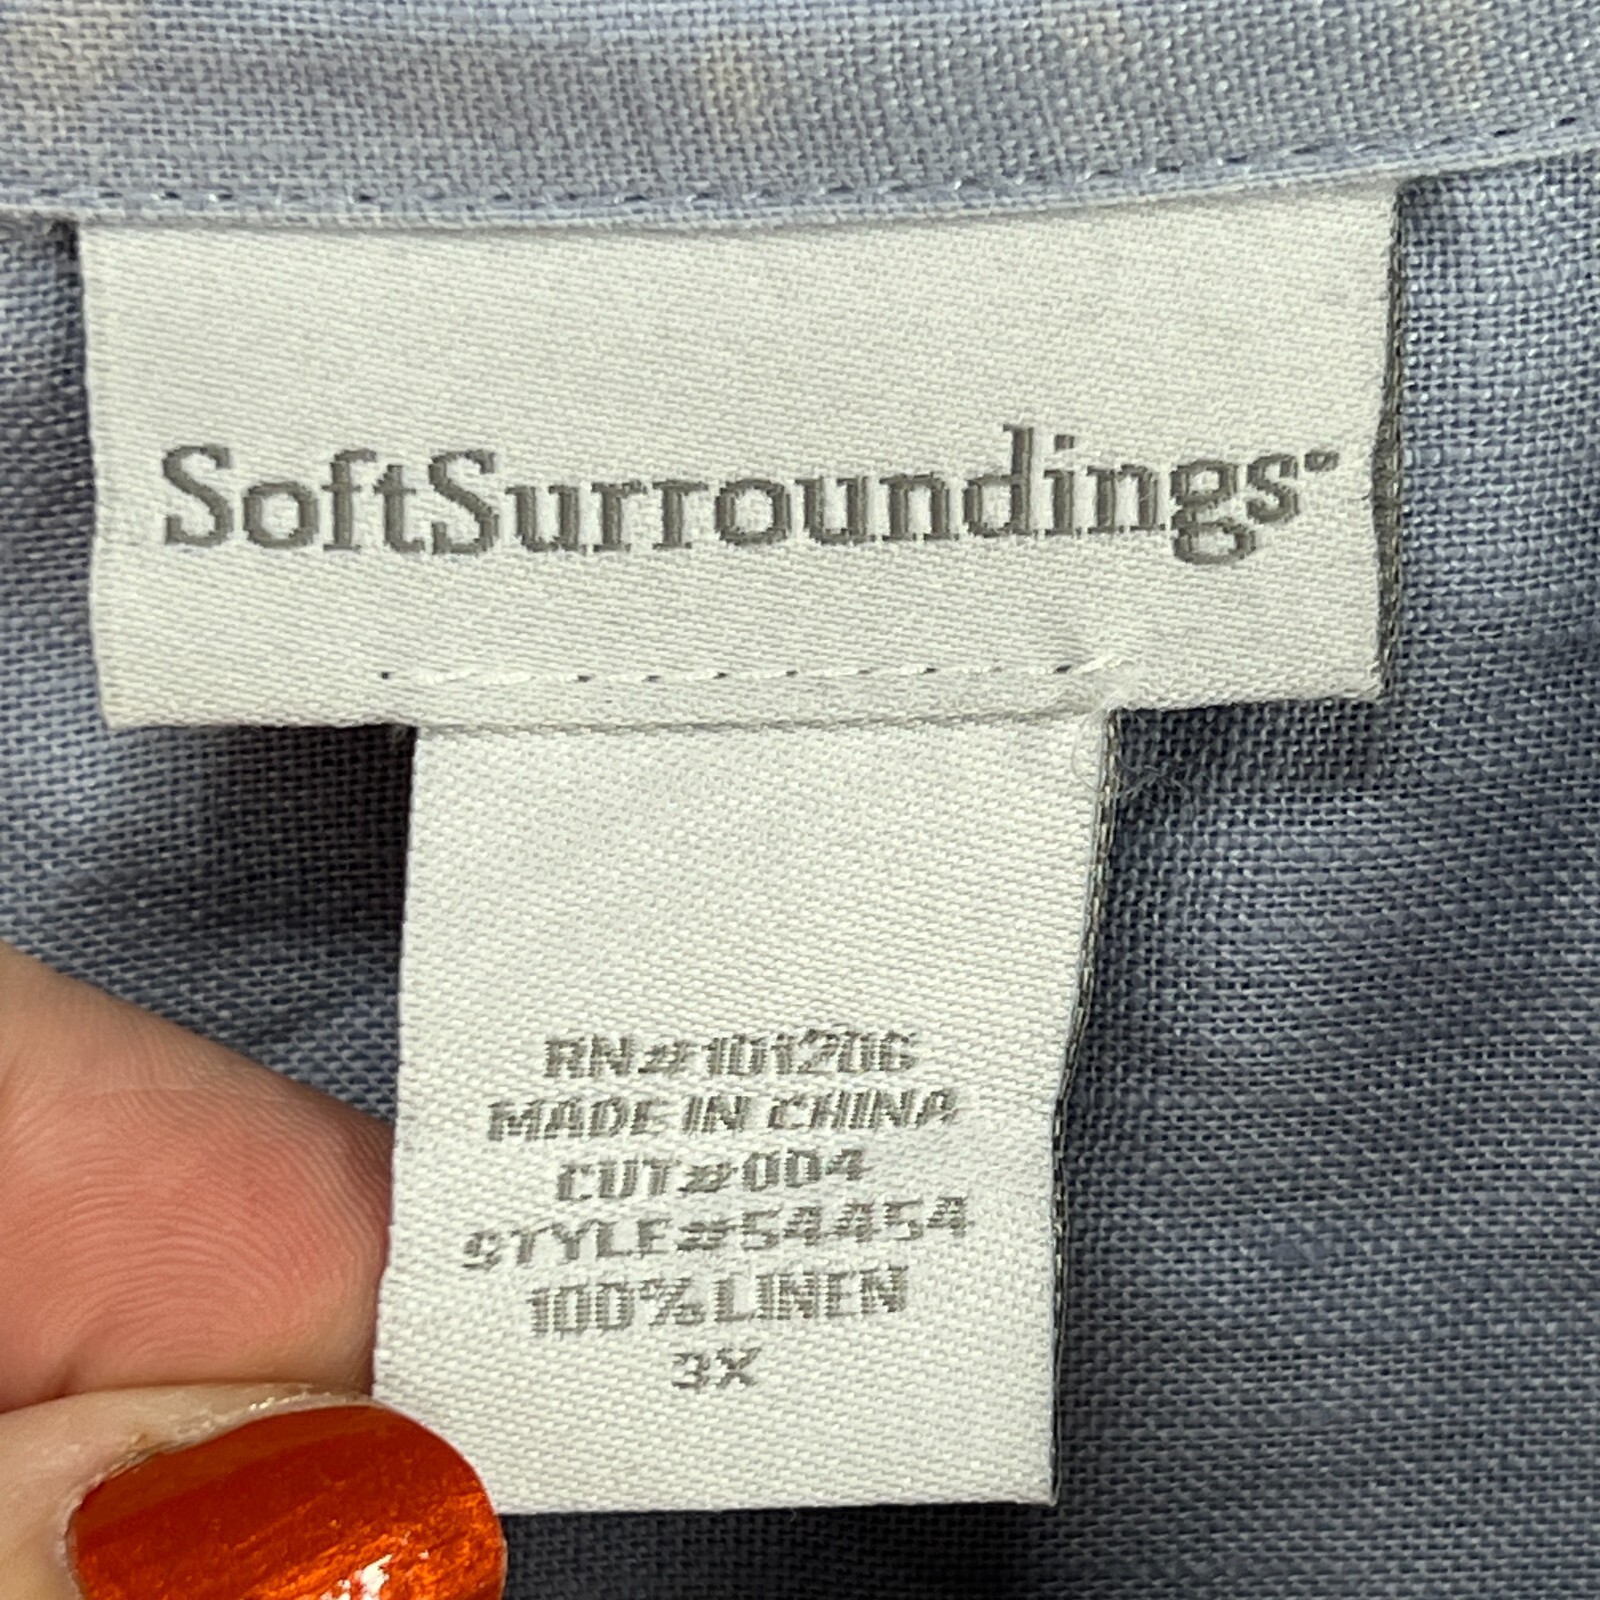 SoftSurroundings
RN#101206
MADE IN CHINA
CUT#004
STYLE#54454
100%LINEN
3X